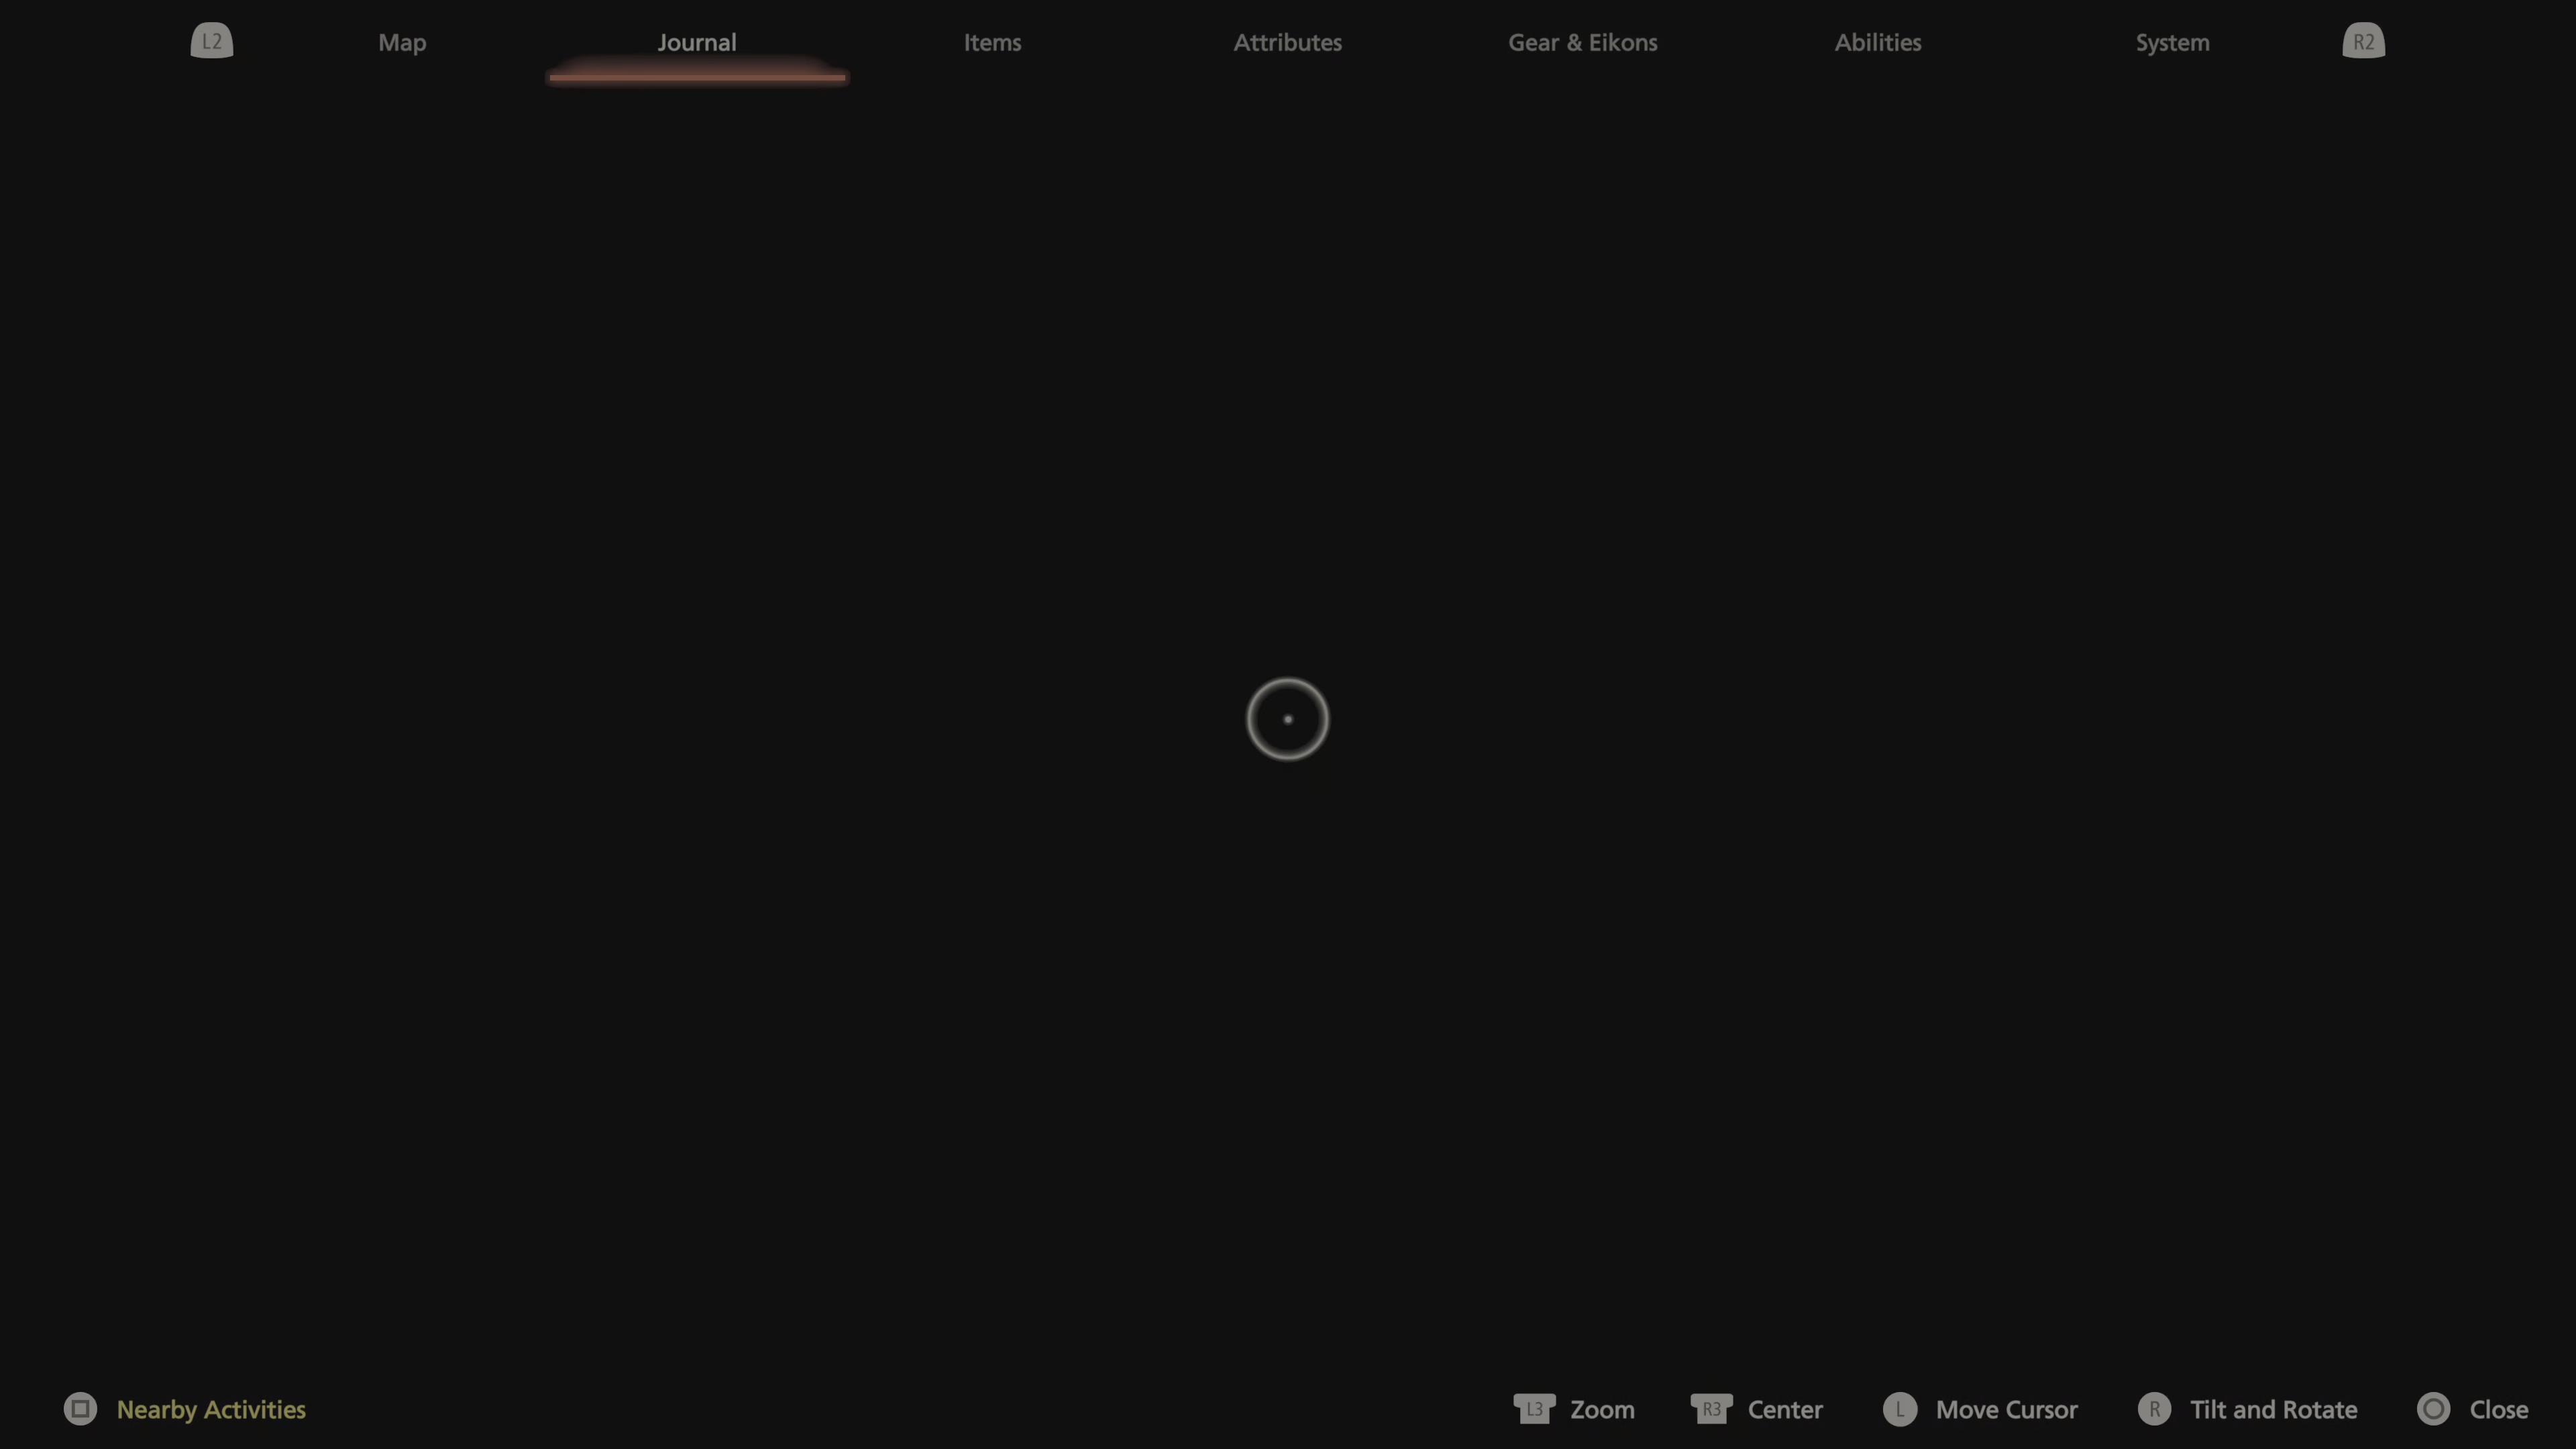 L2 Map Journal Items Attributes Gear & Eikons Abilities System R2
Nearby Activities L3 Zoom R3 Center L Move Cursor R Tilt and Rotate Close